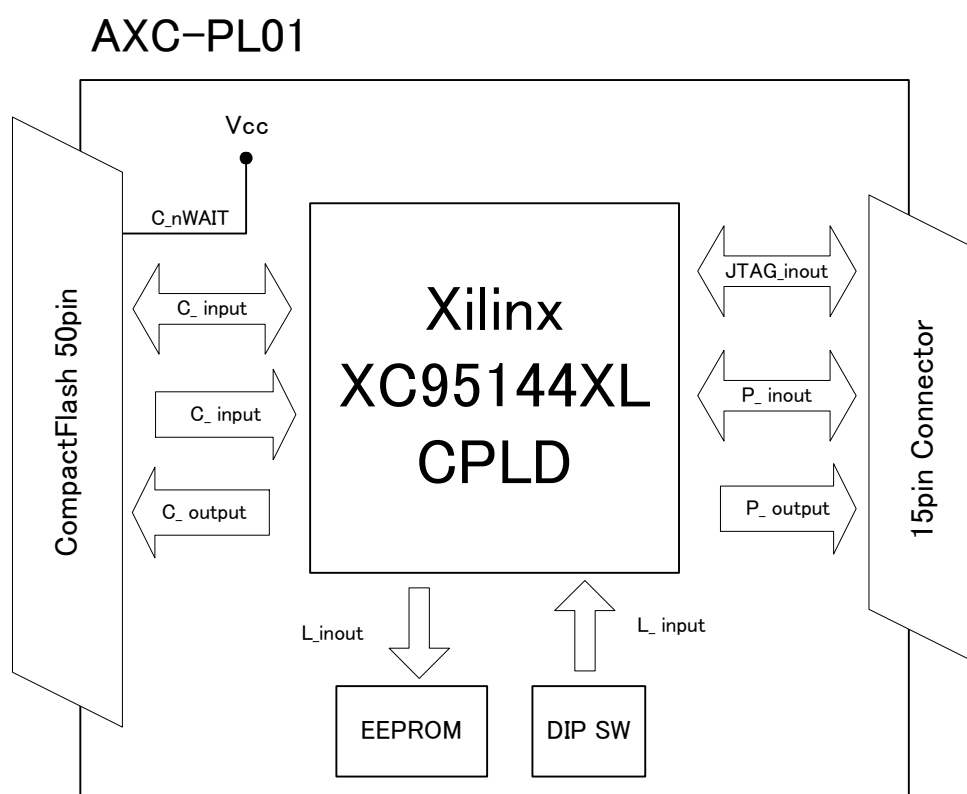 AXC-PL01
Vcc
C_nWAIT
CompactFlash 50pin
C_ input
C_ input
C_ output
Xilinx
XC95144XL
CPLD
JTAG_inout
P_ inout
P_ output
15pin Connector
L_inout
L_ input
EEPROM
DIP SW